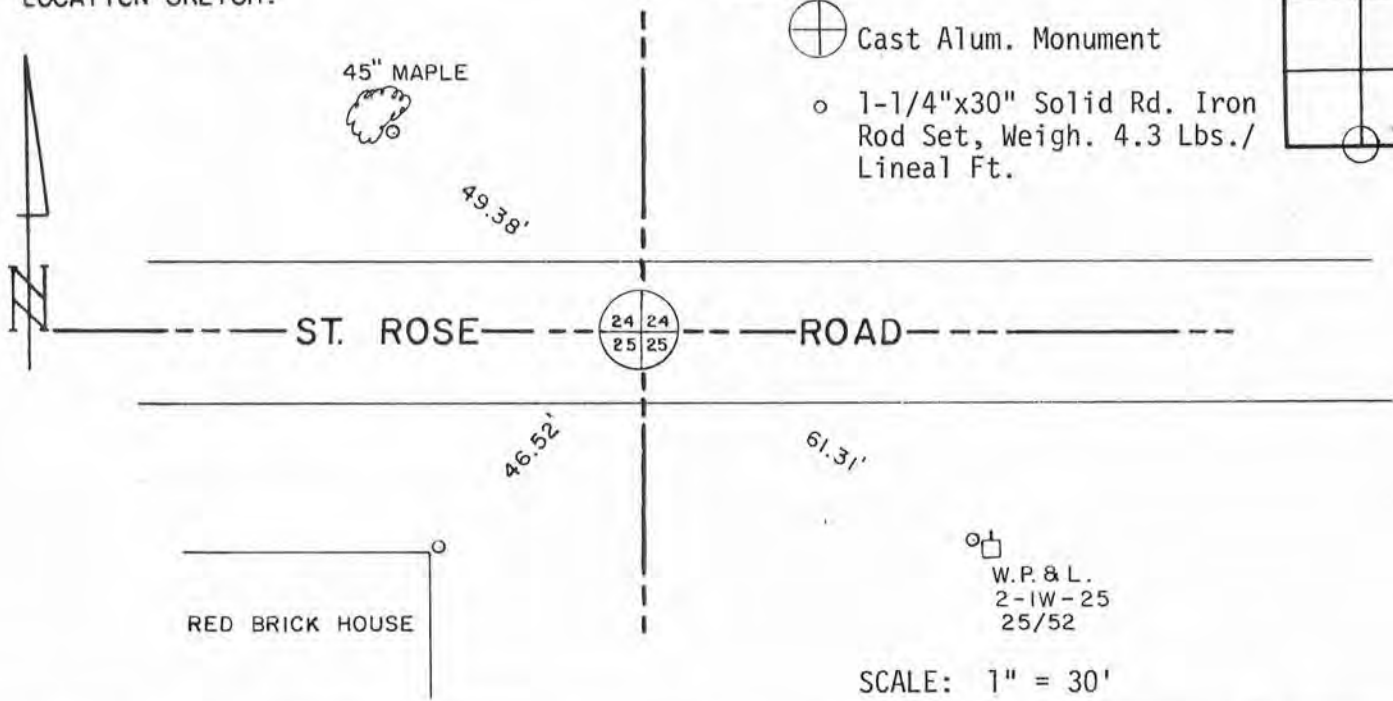 45" MAPLE
Cast Alum. Monument
1-1/4"x30" Solid Rd. Iron
Rod Set, Weigh. 4.3 Lbs./
Lineal Ft.
49.38'
N
ST. ROSE ROAD
24 24
25 25
46.52'
61.31'
RED BRICK HOUSE
W.P. & L.
2-1W-25
25/52
SCALE: 1" = 30'